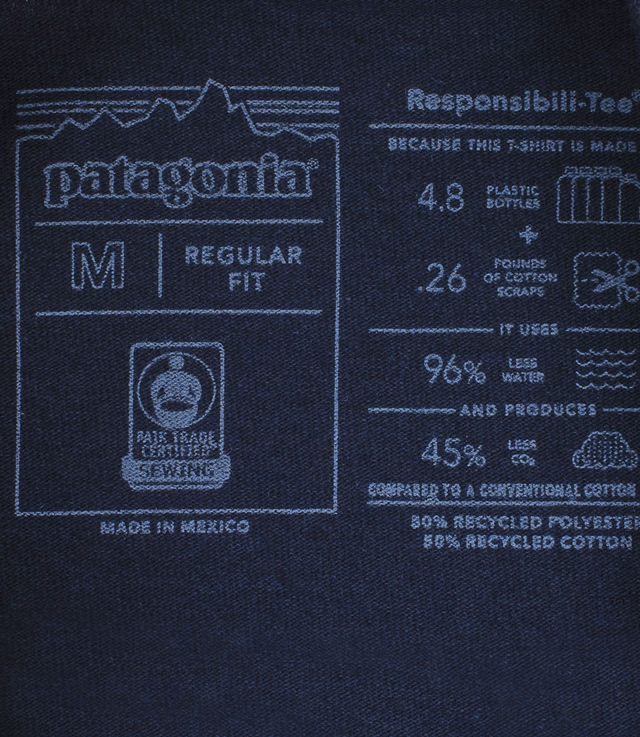 patagonia®
M
REGULAR
FIT
FAIR TRADE
CERTIFIED™
SEWING
MADE IN MEXICO
Responsibili-Tee®
BECAUSE THIS T-SHIRT IS MADE
4.8 PLASTIC
BOTTLES
+
.26 POUNDS
OF COTTON
SCRAPS
IT USES
96% LESS
WATER
AND PRODUCES
45% LESS
CO₂
COMPARED TO A CONVENTIONAL COTTON
50% RECYCLED POLYESTER
50% RECYCLED COTTON